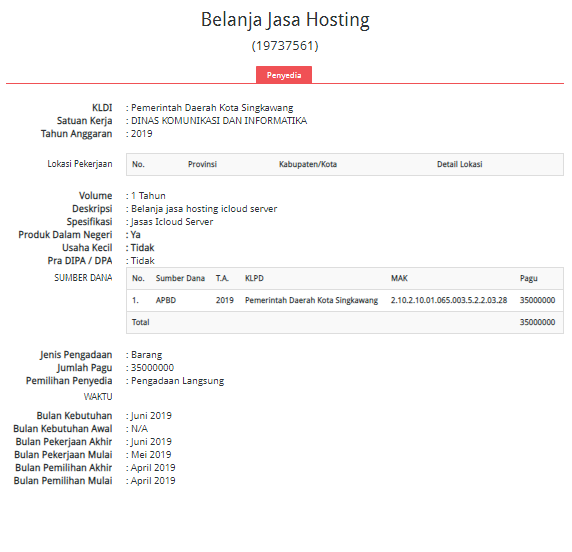 Belanja Jasa Hosting
(19737561)
Penyedia
KLDI : Pemerintah Daerah Kota Singkawang
Satuan Kerja : DINAS KOMUNIKASI DAN INFORMATIKA
Tahun Anggaran : 2019
Lokasi Pekerjaan No. Provinsi Kabupaten/Kota Detail Lokasi
Volume : 1 Tahun
Deskripsi : Belanja jasa hosting icloud server
Spesifikasi : Jasas Icloud Server
Produk Dalam Negeri : Ya
Usaha Kecil : Tidak
Pra DIPA / DPA : Tidak
SUMBER DANA No. Sumber Dana T.A. KLPD MAK Pagu
1. APBD 2019 Pemerintah Daerah Kota Singkawang 2.10.2.10.01.065.003.5.2.2.03.28 35000000
Total 35000000
Jenis Pengadaan : Barang
Jumlah Pagu : 35000000
Pemilihan Penyedia : Pengadaan Langsung
WAKTU
Bulan Kebutuhan : Juni 2019
Bulan Kebutuhan Awal : N/A
Bulan Pekerjaan Akhir : Juni 2019
Bulan Pekerjaan Mulai : Mei 2019
Bulan Pemilihan Akhir : April 2019
Bulan Pemilihan Mulai : April 2019